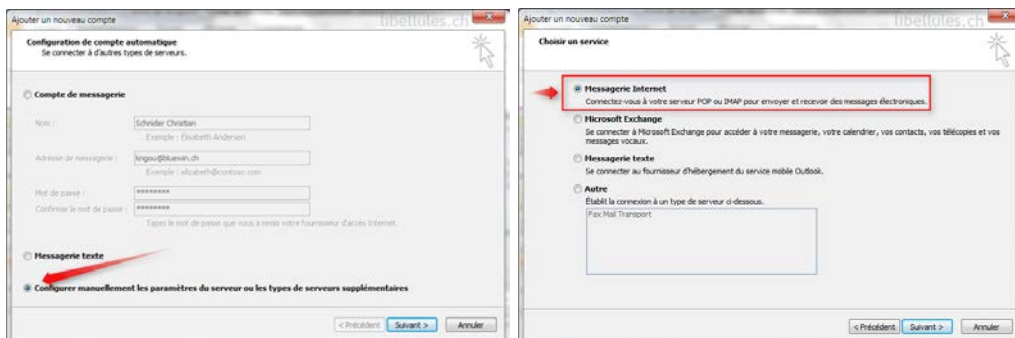 Ajouter un nouveau compte
libellules.ch
Configuration de compte automatique
Se connecter à d'autres types de serveurs.
Compte de messagerie
Nom :
Schnider Christian
Exemple : Élisabeth Andersen
Adresse de messagerie :
Exemple : elizabeth@contoso.com
Mot de passe :
********
Confirmer le mot de passe :
********
Tapez le mot de passe que vous a remis votre fournisseur d'accès Internet.
Messagerie texte
Configurer manuellement les paramètres du serveur ou les types de serveurs supplémentaires
< Précédent
Suivant >
Annuler
Ajouter un nouveau compte
libellules.ch
Choisir un service
Messagerie Internet
Connectez-vous à votre serveur POP ou IMAP pour envoyer et recevoir des messages électroniques.
Microsoft Exchange
Se connecter à Microsoft Exchange pour accéder à votre messagerie, votre calendrier, vos contacts, vos télécopies et vos
messages vocaux.
Messagerie texte
Se connecter au fournisseur d'hébergement du service mobile Outlook.
Autre
Établit la connexion à un type de serveur ci-dessous.
Fax Mail Transport
< Précédent
Suivant >
Annuler